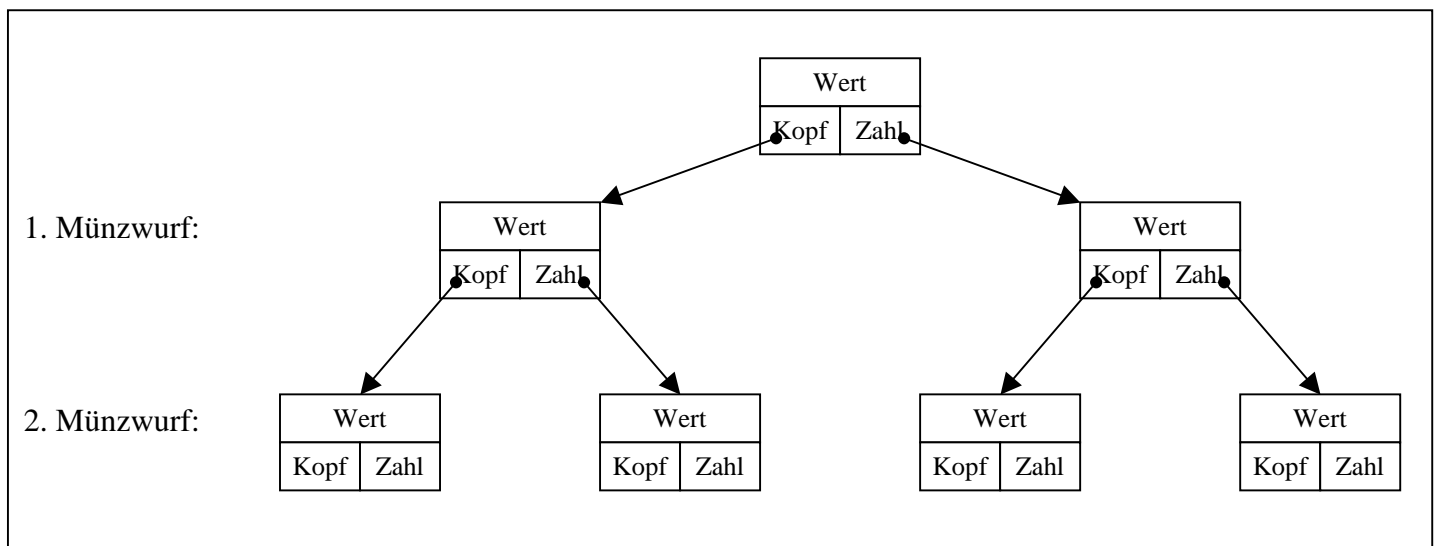 Wert
Kopf Zahl
1. Münzwurf: Wert Wert
Kopf Zahl Kopf Zahl
2. Münzwurf: Wert Wert Wert Wert
Kopf Zahl Kopf Zahl Kopf Zahl Kopf Zahl